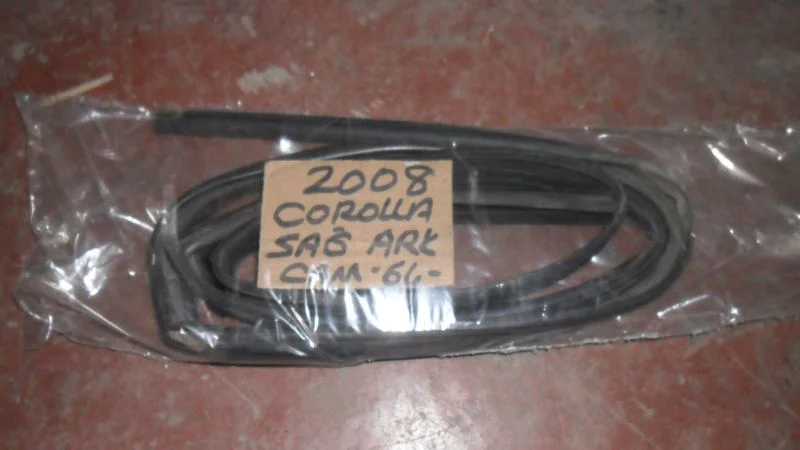 2008
COROLLA
SAĞ ARK
CAM -64-